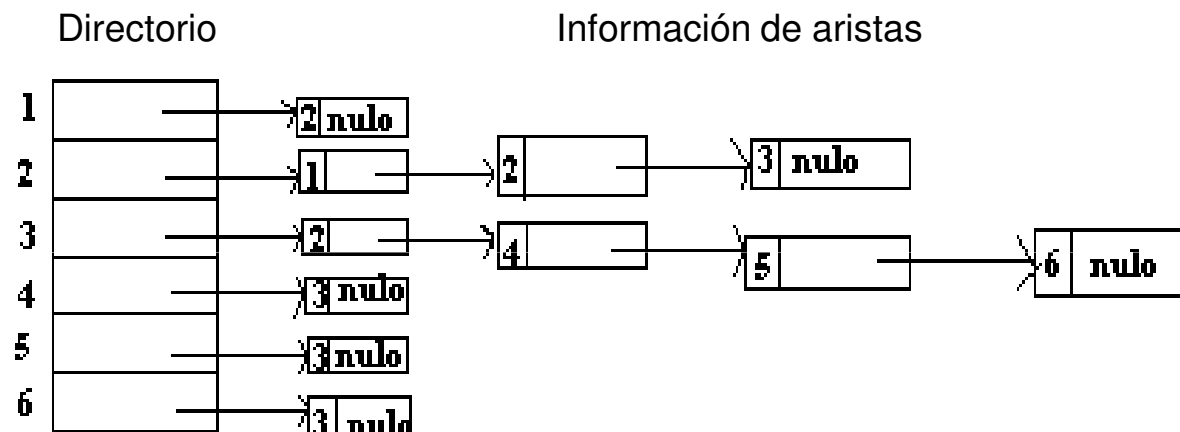 Directorio Información de aristas
1 2 nulo
2 1 2 3 nulo
3 2 4 5 6 nulo
4 3 nulo
5 3 nulo
6 3 nulo